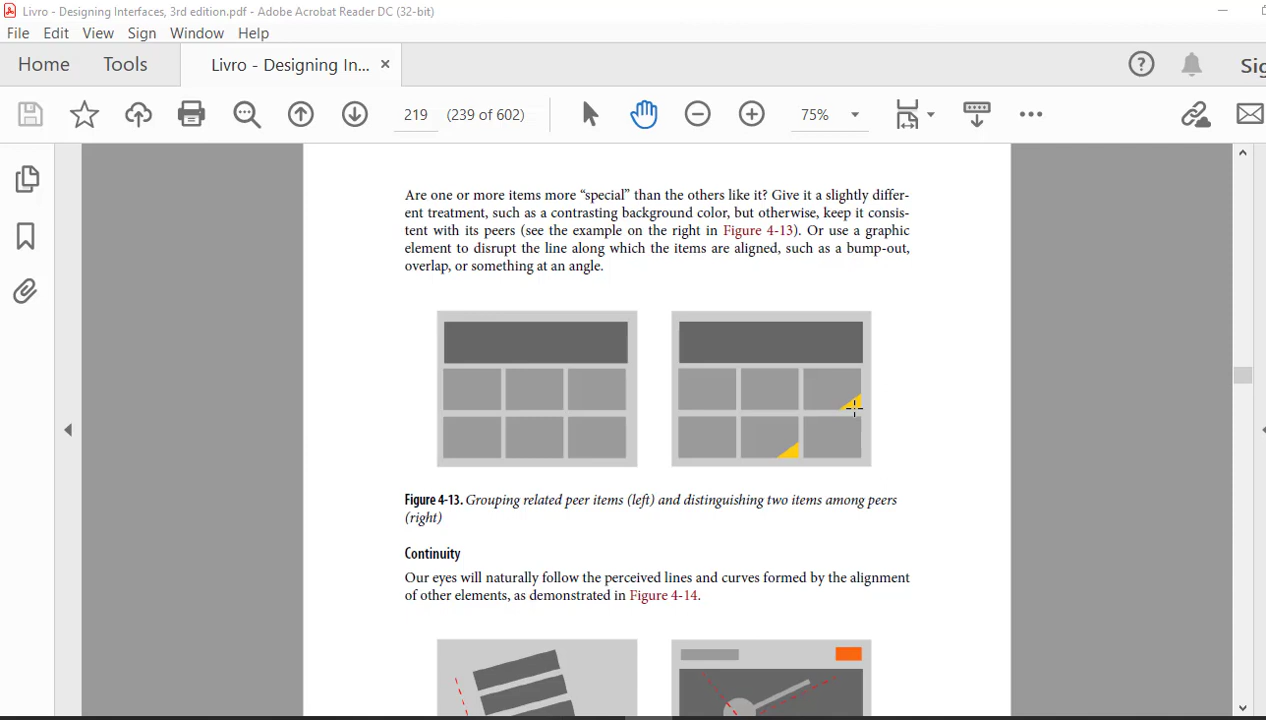 Livro - Designing Interfaces, 3rd edition.pdf - Adobe Acrobat Reader DC (32-bit)
File Edit View Sign Window Help
Home Tools Livro - Designing In... × ? Sig
219 (239 of 602) 75%
Are one or more items more “special” than the others like it? Give it a slightly differ-
ent treatment, such as a contrasting background color, but otherwise, keep it consis-
tent with its peers (see the example on the right in Figure 4-13). Or use a graphic
element to disrupt the line along which the items are aligned, such as a bump-out,
overlap, or something at an angle.
Figure 4-13. Grouping related peer items (left) and distinguishing two items among peers
(right)
Continuity
Our eyes will naturally follow the perceived lines and curves formed by the alignment
of other elements, as demonstrated in Figure 4-14.